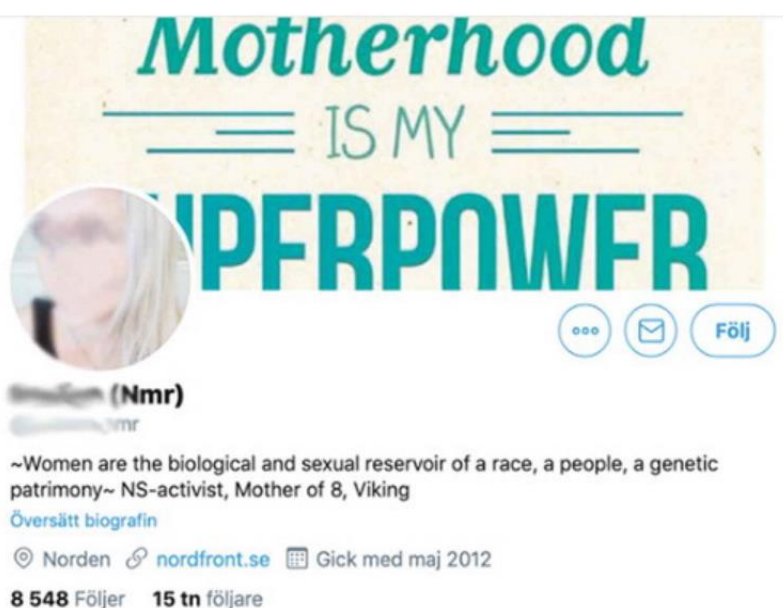 Motherhood
IS MY
SUPERPOWER
(Nmr)
mr
~Women are the biological and sexual reservoir of a race, a people, a genetic
patrimony~ NS-activist, Mother of 8, Viking
Översätt biografin
Norden nordfront.se Gick med maj 2012
8 548 Följer 15 tn följare
Följ